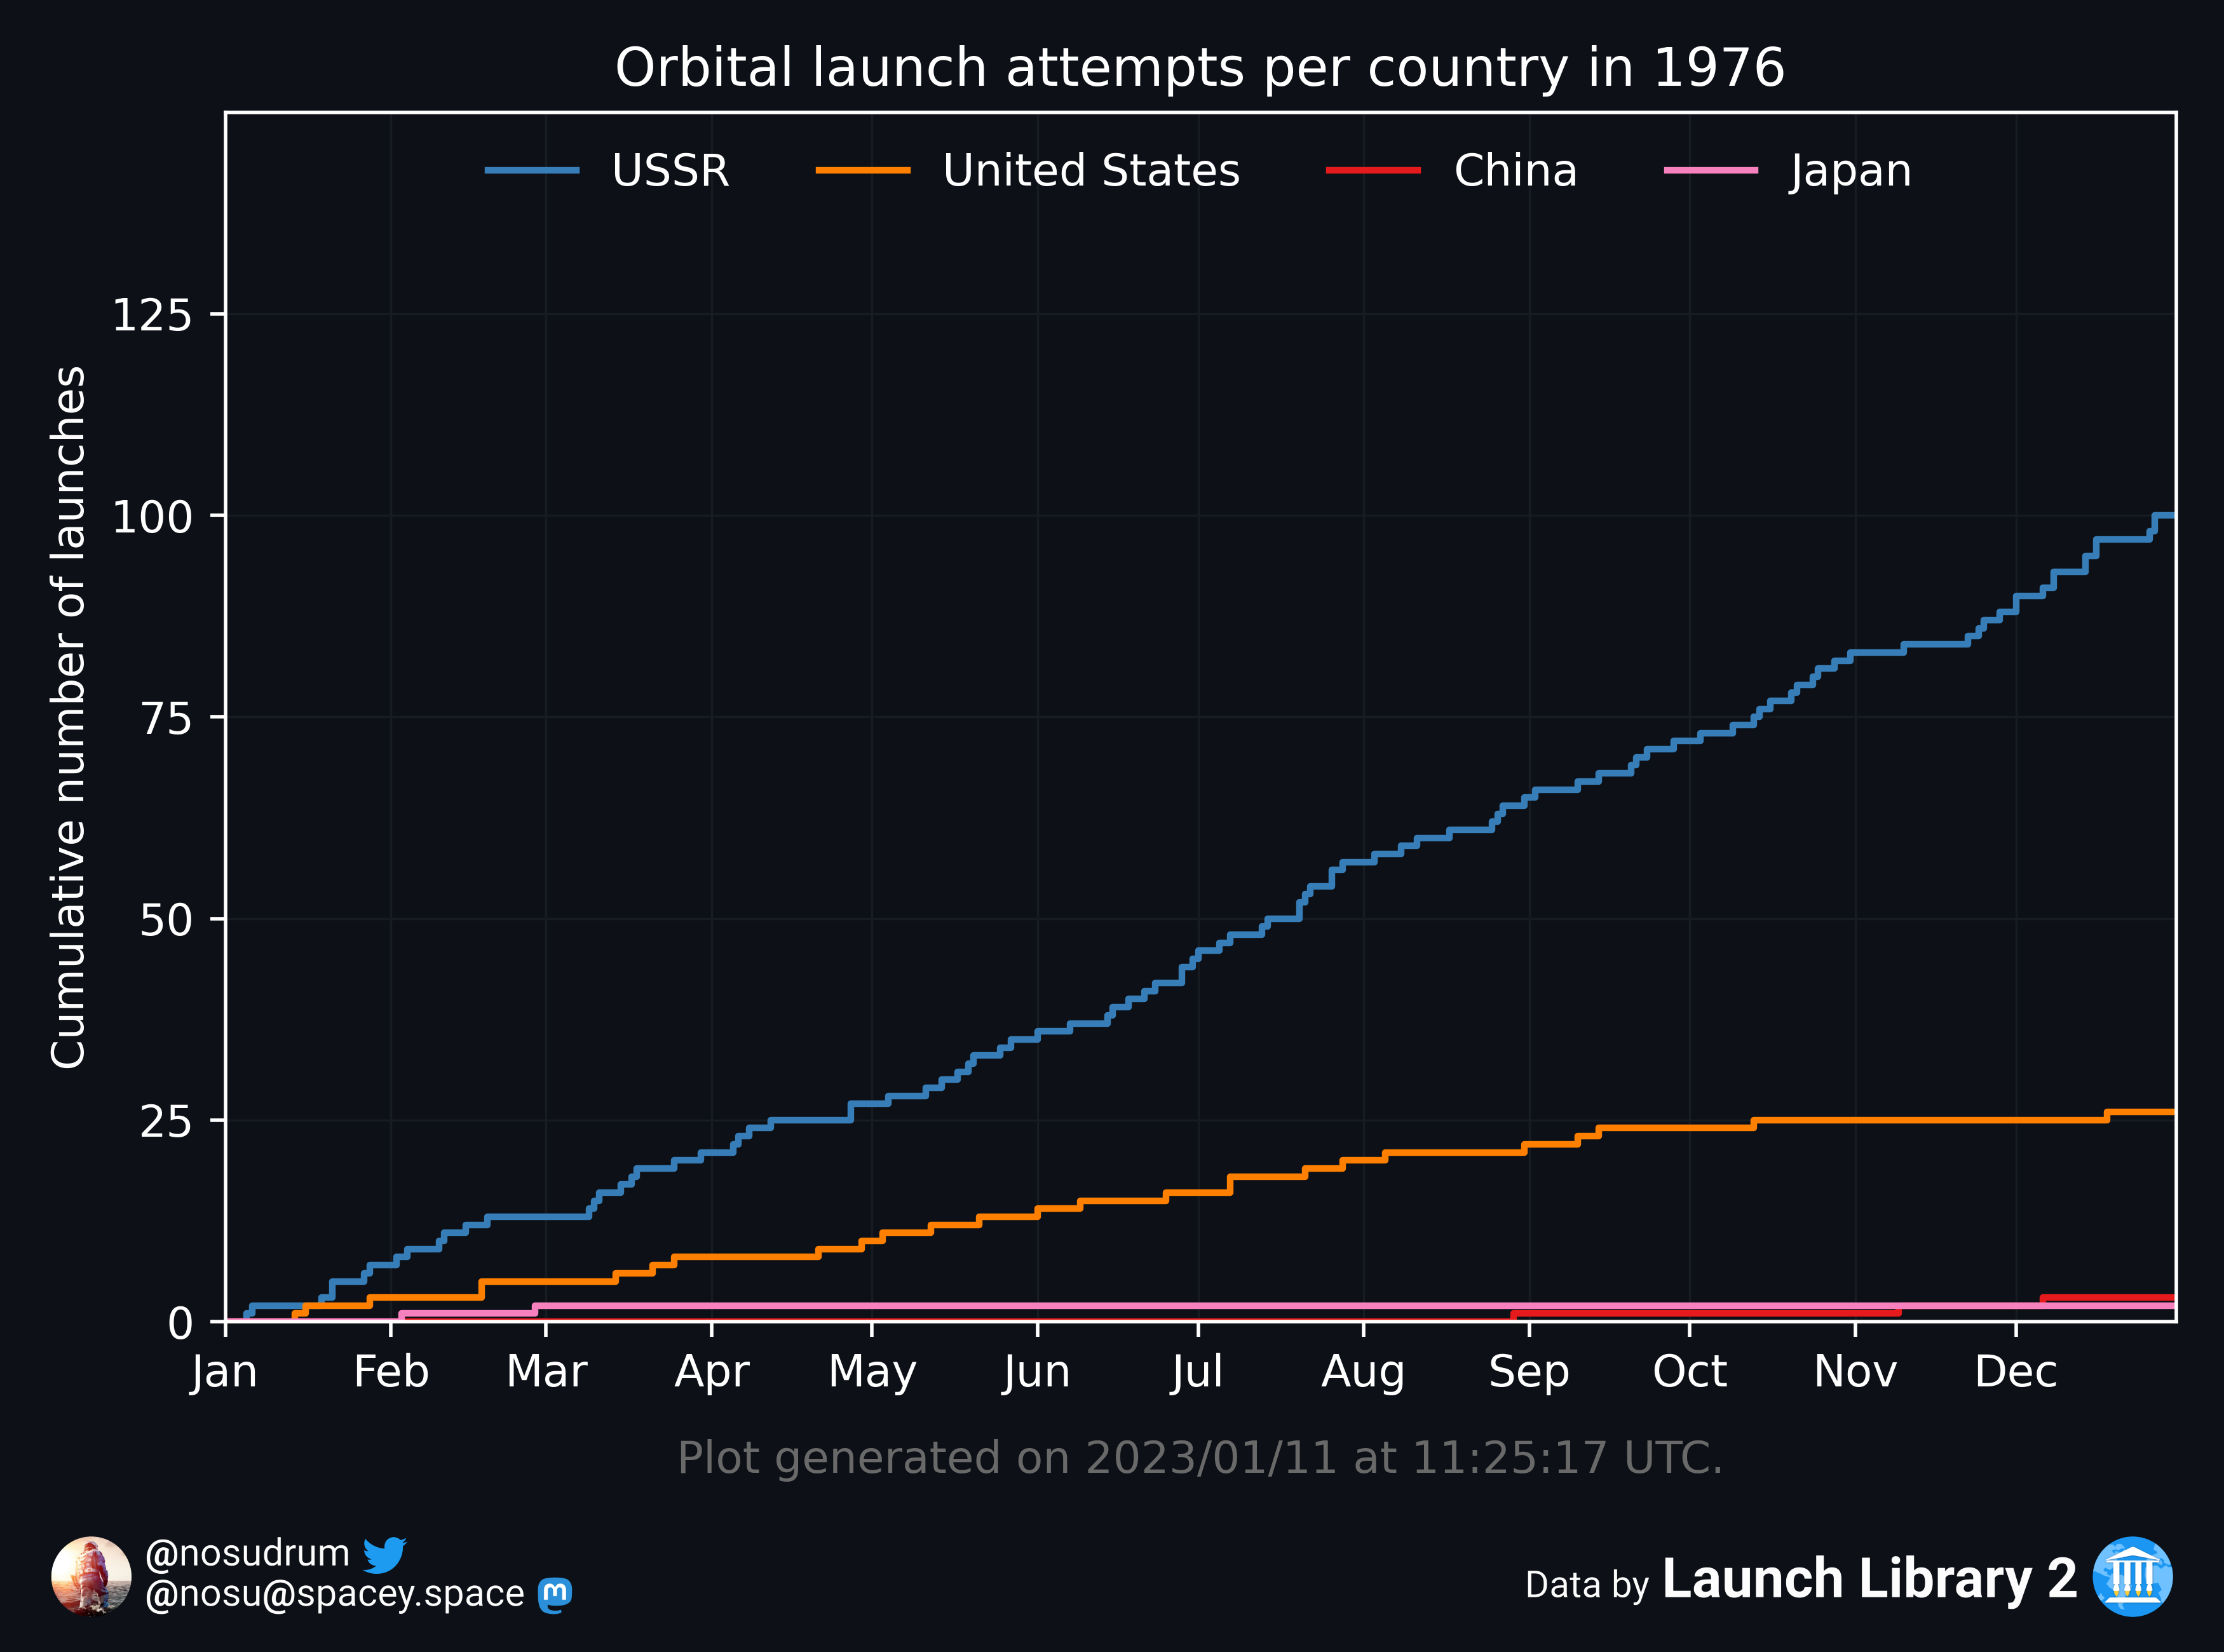 Orbital launch attempts per country in 1976
USSR United States China Japan
Cumulative number of launches
125
100
75
50
25
0
Jan Feb Mar Apr May Jun Jul Aug Sep Oct Nov Dec
Plot generated on 2023/01/11 at 11:25:17 UTC.
@nosudrum
@nosu@spacey.space
Data by Launch Library 2